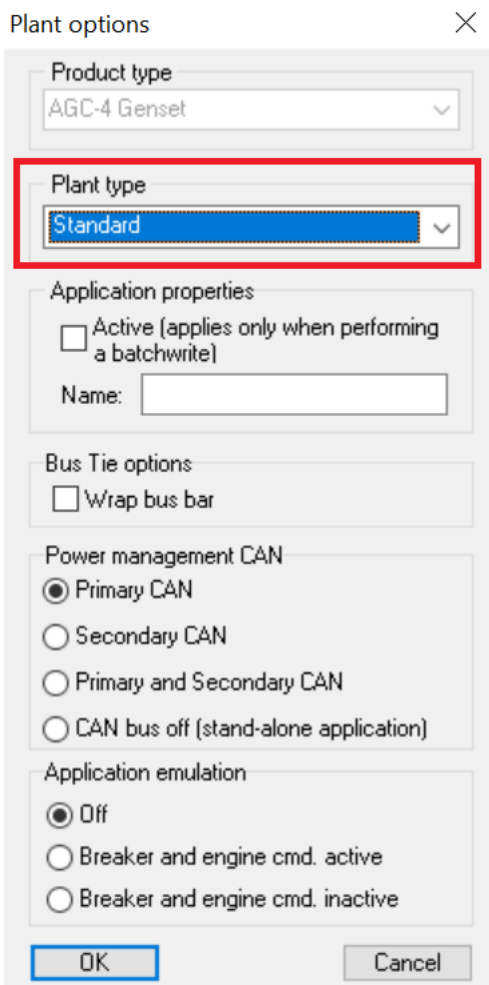 Plant options
Product type
AGC-4 Genset
Plant type
Standard
Application properties
Active (applies only when performing
a batchwrite)
Name:
Bus Tie options
Wrap bus bar
Power management CAN
Primary CAN
Secondary CAN
Primary and Secondary CAN
CAN bus off (stand-alone application)
Application emulation
Off
Breaker and engine cmd. active
Breaker and engine cmd. inactive
OK Cancel